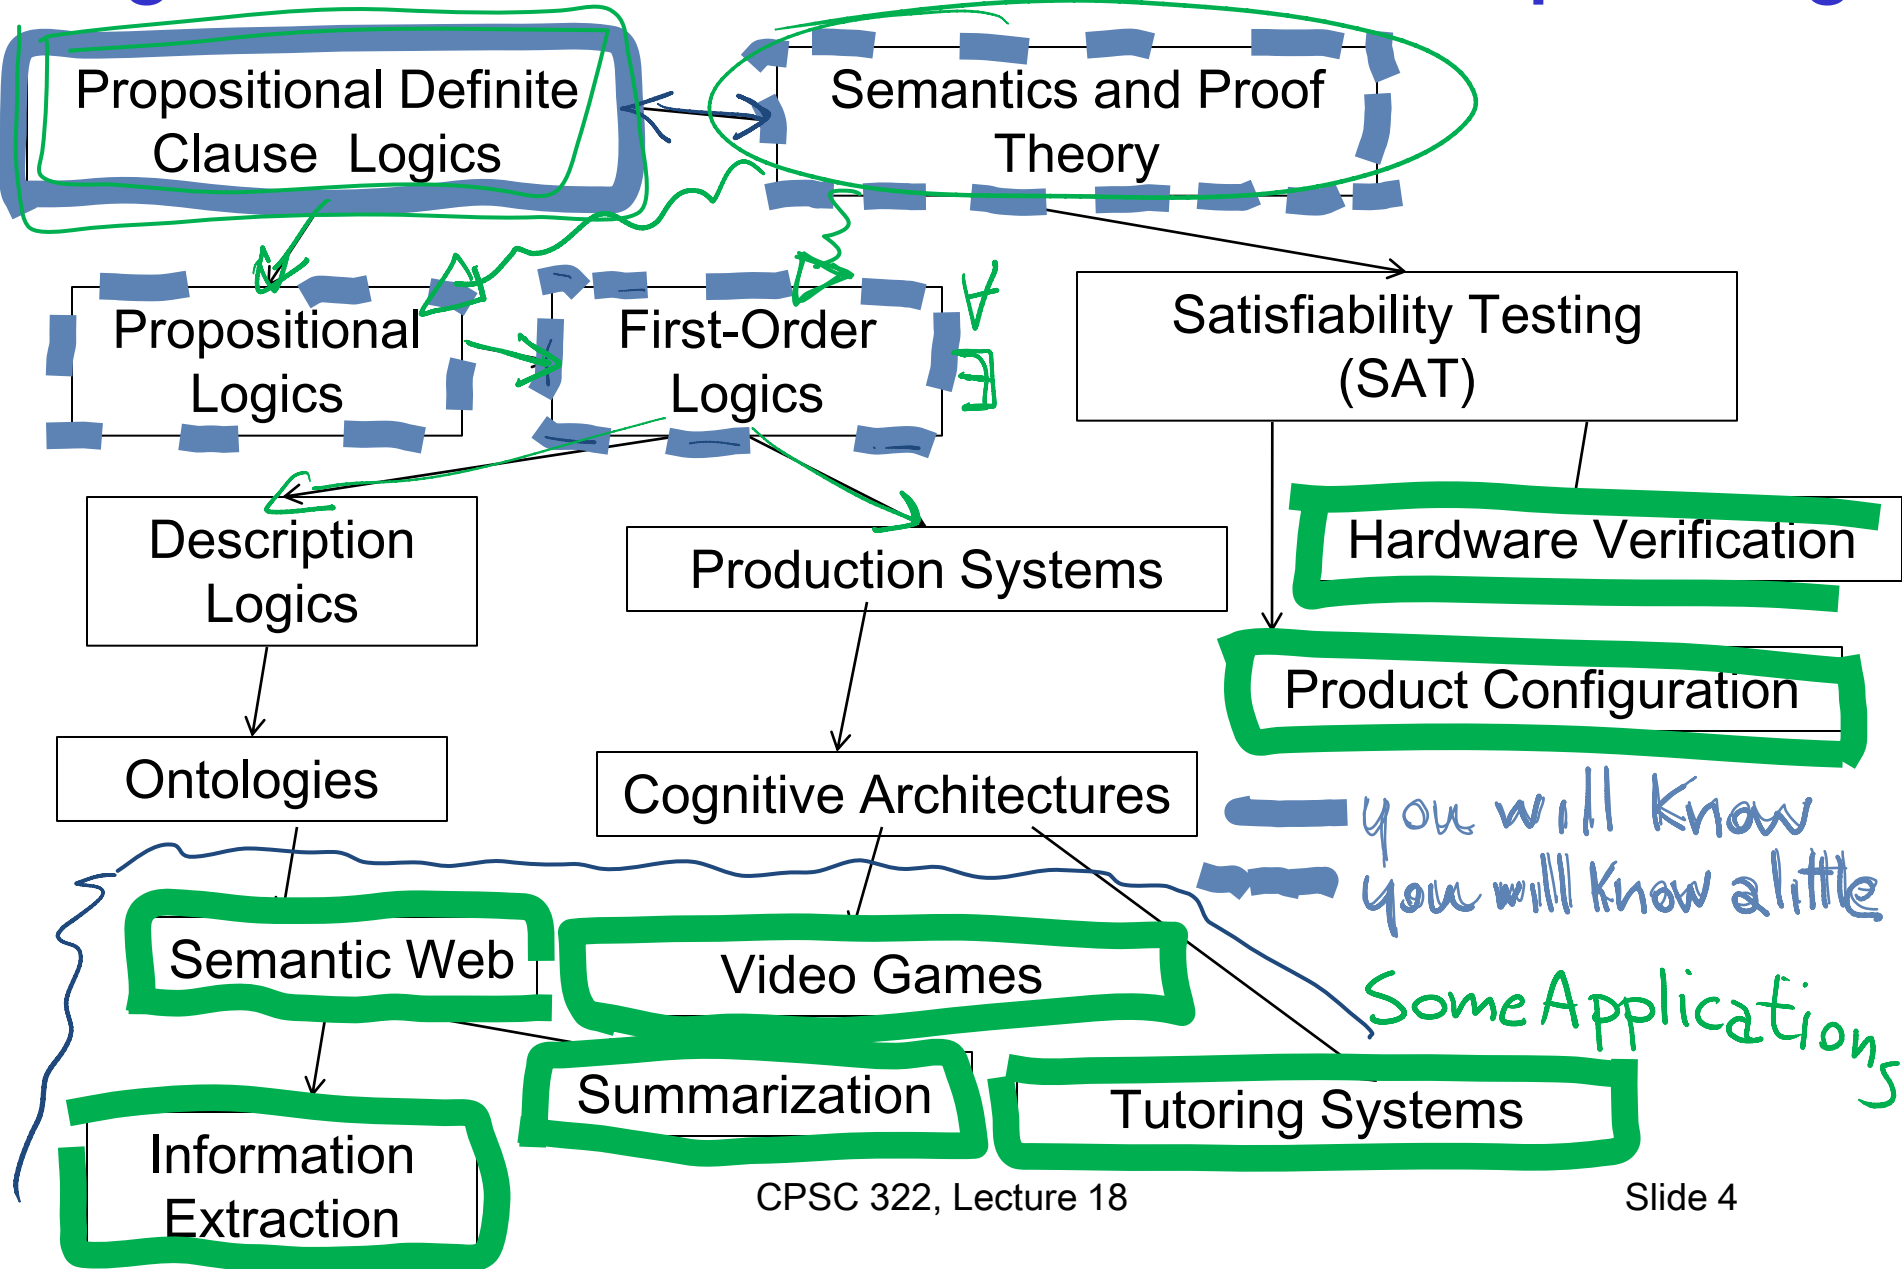 Propositional Definite
Clause Logics
Semantics and Proof
Theory
Propositional
Logics
First-Order
Logics
∀
∃
Satisfiability Testing
(SAT)
Description
Logics
Production Systems
Hardware Verification
Product Configuration
Ontologies
Cognitive Architectures
you will know
you will know a little
Semantic Web
Video Games
Some Applications
Summarization
Tutoring Systems
Information
Extraction
CPSC 322, Lecture 18
Slide 4